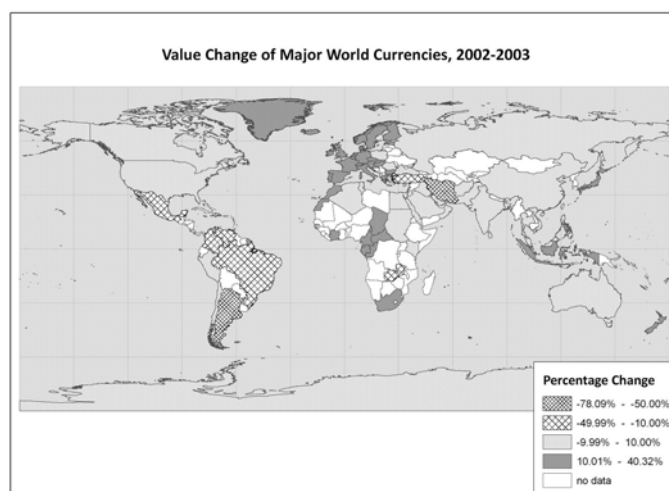 Value Change of Major World Currencies, 2002-2003
Percentage Change
-78.09% - -50.00%
-49.99% - -10.00%
-9.99% - 10.00%
10.01% - 40.32%
no data